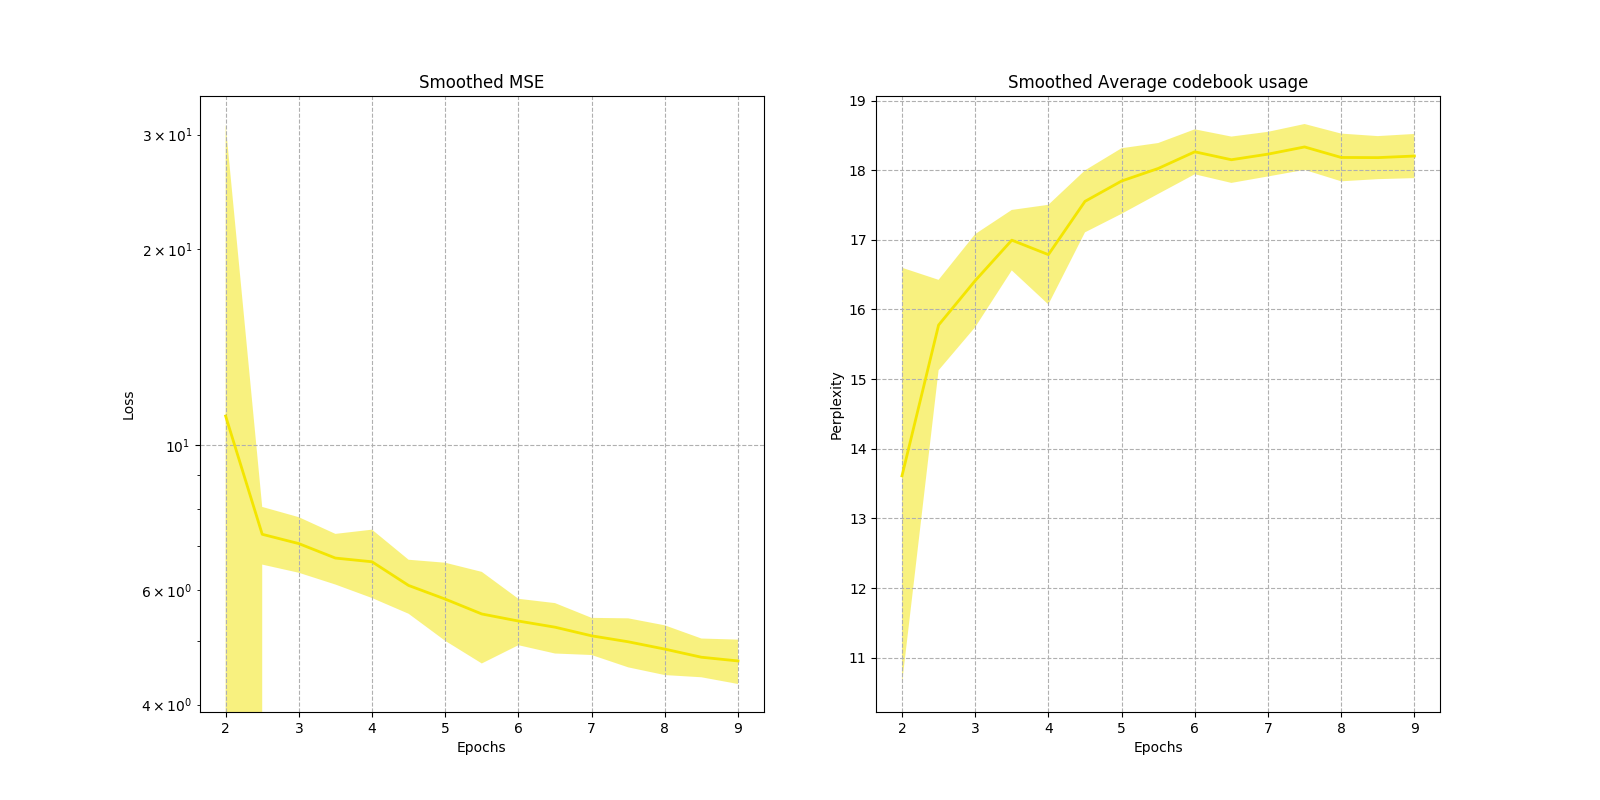 Smoothed MSE
3 × 10¹
2 × 10¹
10¹
6 × 10⁰
4 × 10⁰
Loss
2 3 4 5 6 7 8 9
Epochs
Smoothed Average codebook usage
19
18
17
16
15
14
13
12
11
Perplexity
2 3 4 5 6 7 8 9
Epochs